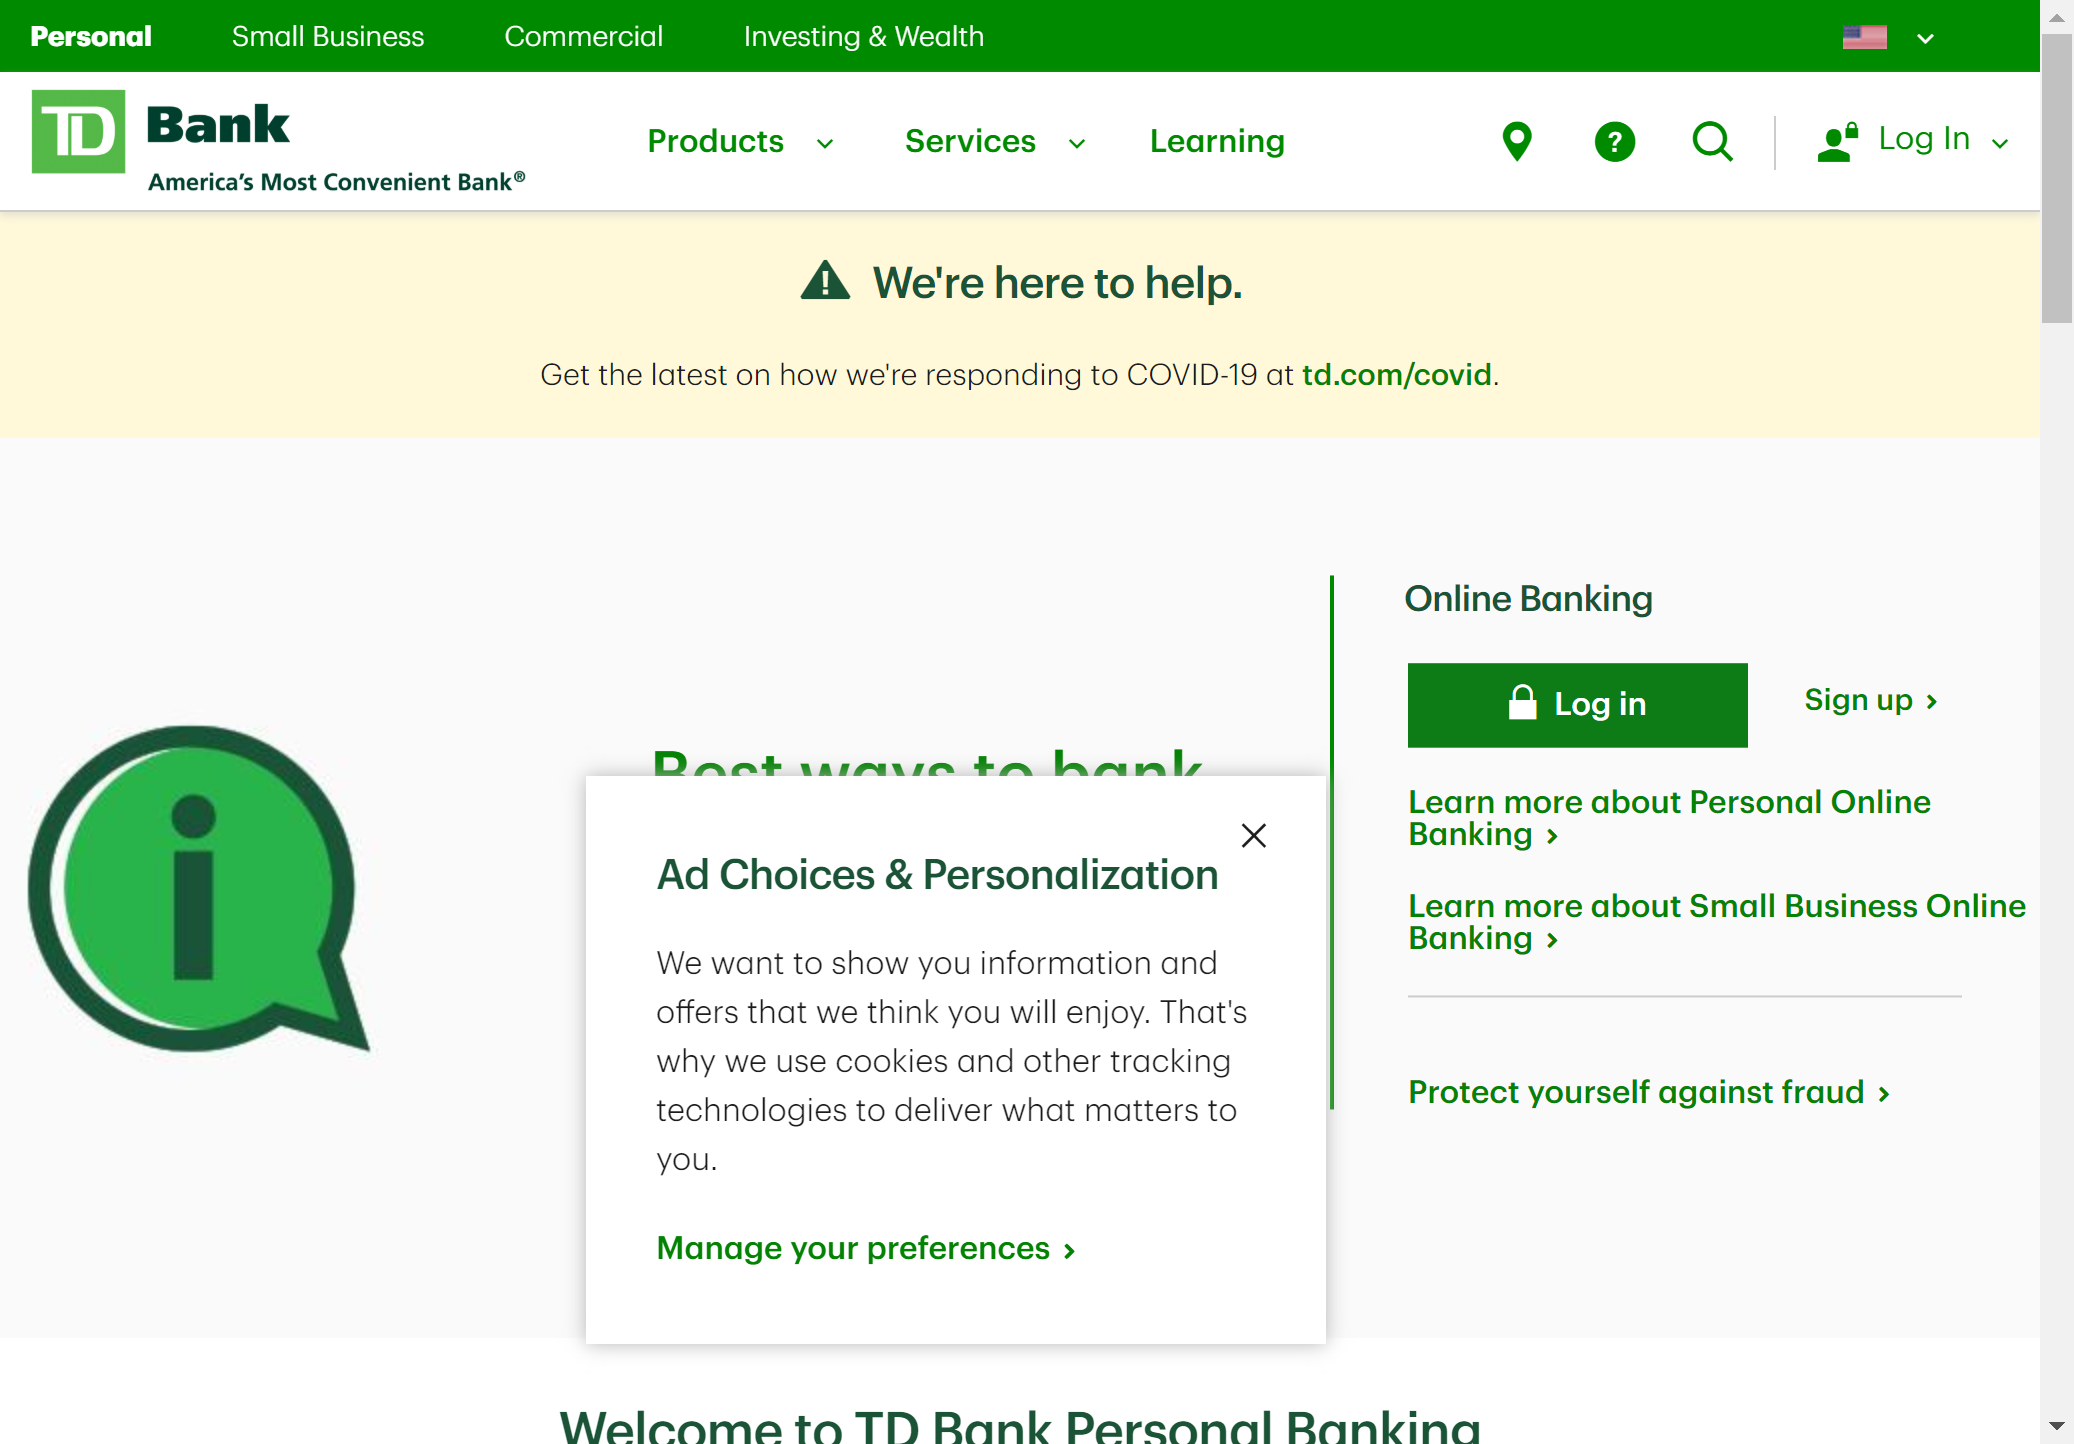 Personal Small Business Commercial Investing & Wealth
TD Bank
America's Most Convenient Bank®
Products Services Learning
? Log In
We're here to help.
Get the latest on how we're responding to COVID-19 at td.com/covid.
Online Banking
Log in Sign up ›
Learn more about Personal Online
Banking ›
Learn more about Small Business Online
Banking ›
Protect yourself against fraud ›
i
Best ways to bank
Ad Choices & Personalization
We want to show you information and
offers that we think you will enjoy. That's
why we use cookies and other tracking
technologies to deliver what matters to
you.
Manage your preferences ›
Welcome to TD Bank Personal Banking